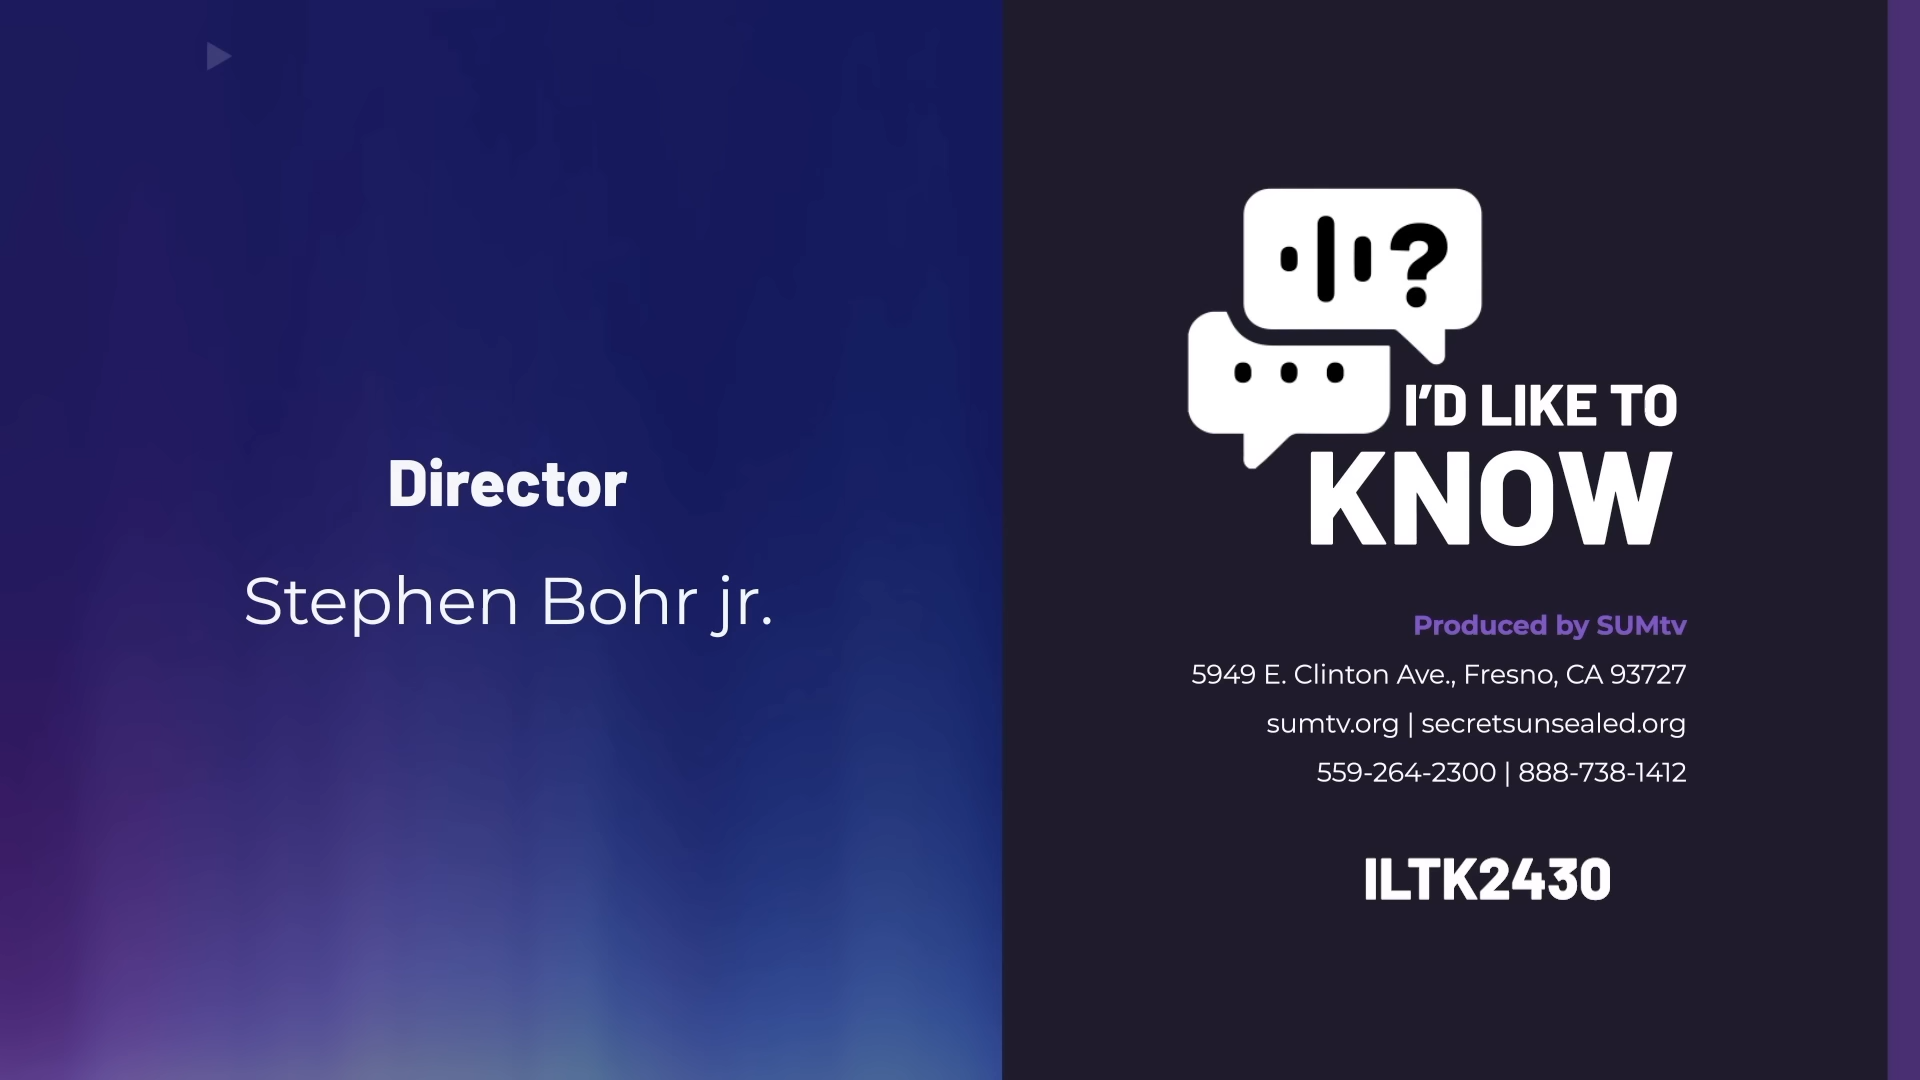 Director
Stephen Bohr jr.
?
I'D LIKE TO
KNOW
Produced by SUMtv
5949 E. Clinton Ave., Fresno, CA 93727
sumtv.org | secretsunsealed.org
559-264-2300 | 888-738-1412
ILTK2430